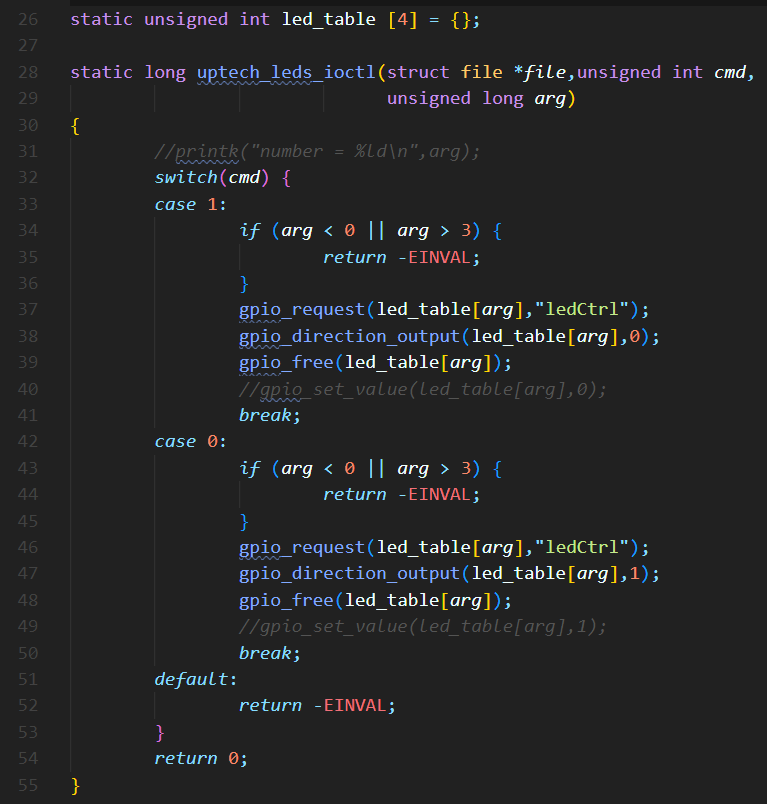 26 static unsigned int led_table [4] = {};
27
28 static long uptech_leds_ioctl(struct file *file,unsigned int cmd,
29                               unsigned long arg)
30 {
31         //printk("number = %ld\n",arg);
32         switch(cmd) {
33         case 1:
34                 if (arg < 0 || arg > 3) {
35                         return -EINVAL;
36                 }
37                 gpio_request(led_table[arg],"ledCtrl");
38                 gpio_direction_output(led_table[arg],0);
39                 gpio_free(led_table[arg]);
40                 //gpio_set_value(led_table[arg],0);
41                 break;
42         case 0:
43                 if (arg < 0 || arg > 3) {
44                         return -EINVAL;
45                 }
46                 gpio_request(led_table[arg],"ledCtrl");
47                 gpio_direction_output(led_table[arg],1);
48                 gpio_free(led_table[arg]);
49                 //gpio_set_value(led_table[arg],1);
50                 break;
51         default:
52                 return -EINVAL;
53         }
54         return 0;
55 }